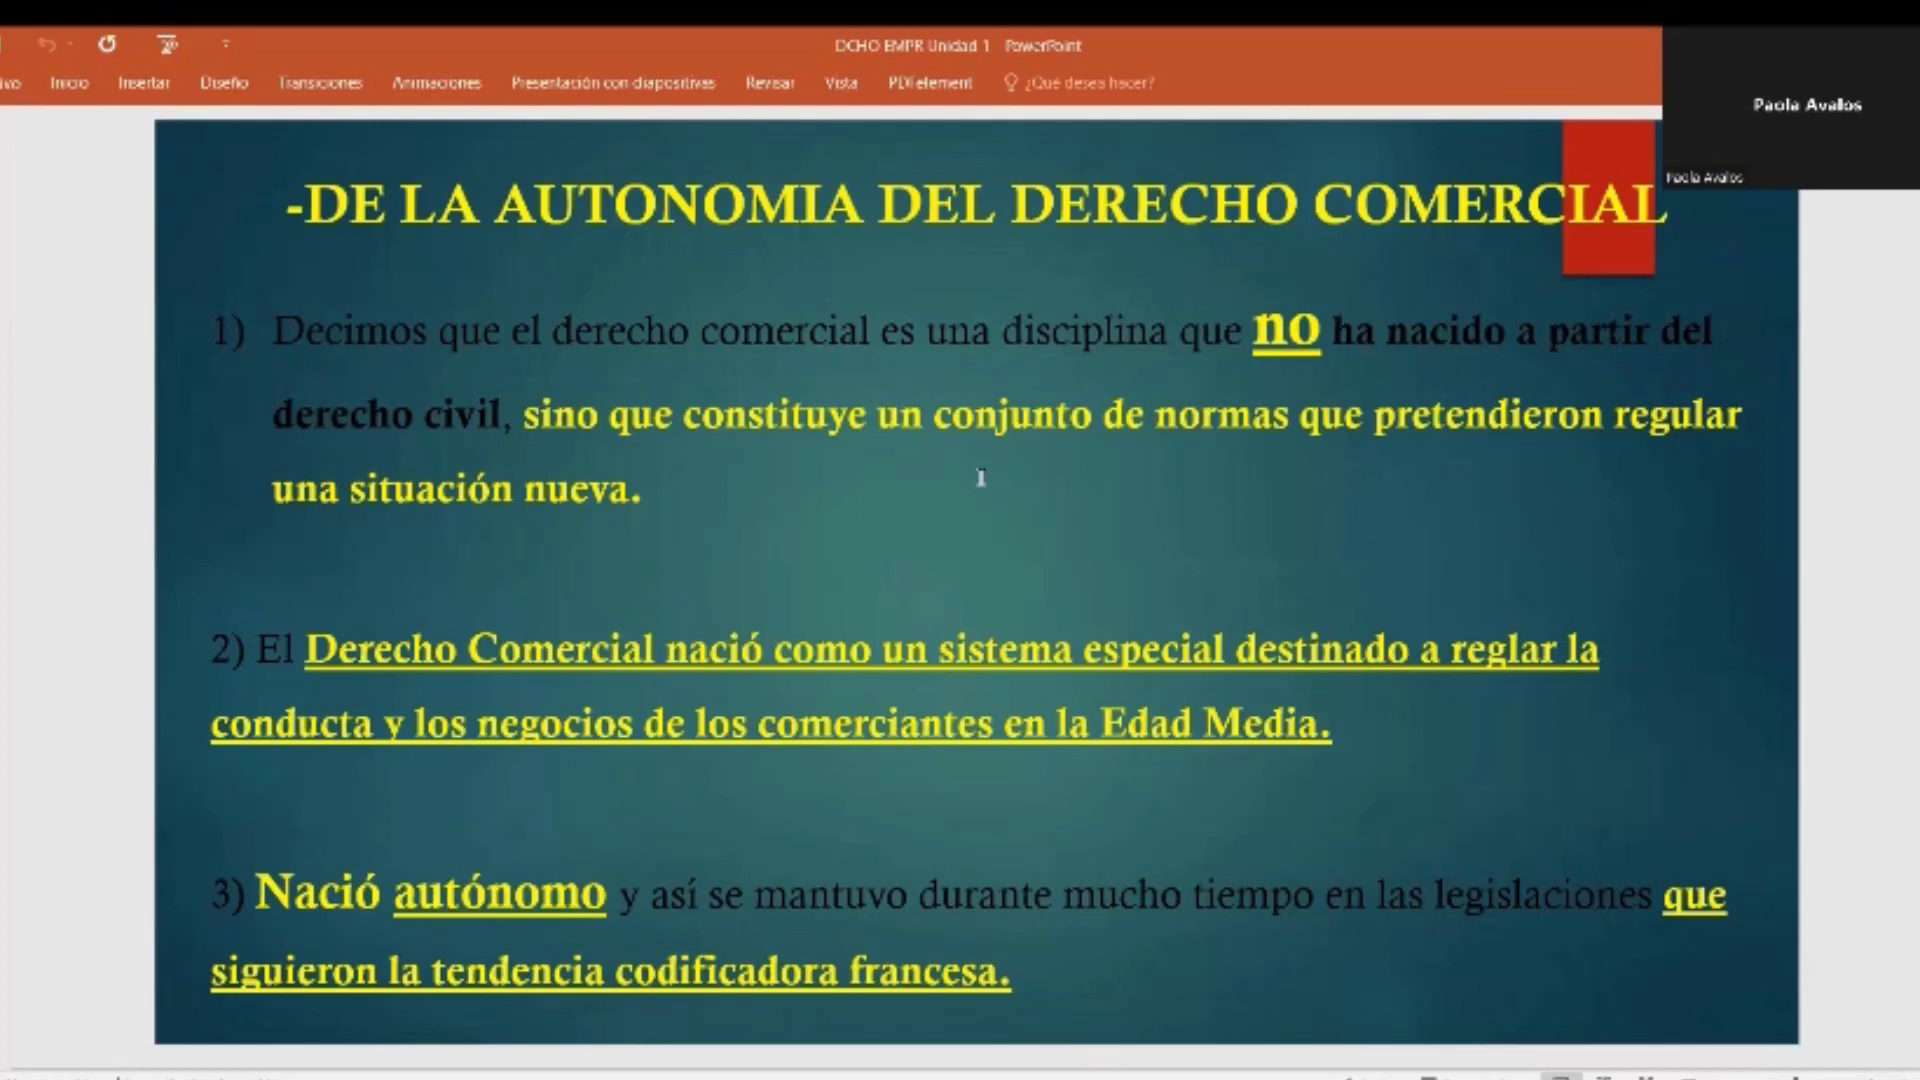 DCHO EMPR Unidad 1 PowerPoint
Inicio Insertar Diseño Transiciones Animaciones Presentación con diapositivas Revisar Vista PDFelement ¿Qué desea hacer?
Paola Avalos
Paola Avalos
-DE LA AUTONOMIA DEL DERECHO COMERCIAL
1) Decimos que el derecho comercial es una disciplina que no ha nacido a partir del
derecho civil, sino que constituye un conjunto de normas que pretendieron regular
una situación nueva.
2) El Derecho Comercial nació como un sistema especial destinado a reglar la
conducta y los negocios de los comerciantes en la Edad Media.
3) Nació autónomo y así se mantuvo durante mucho tiempo en las legislaciones que
siguieron la tendencia codificadora francesa.